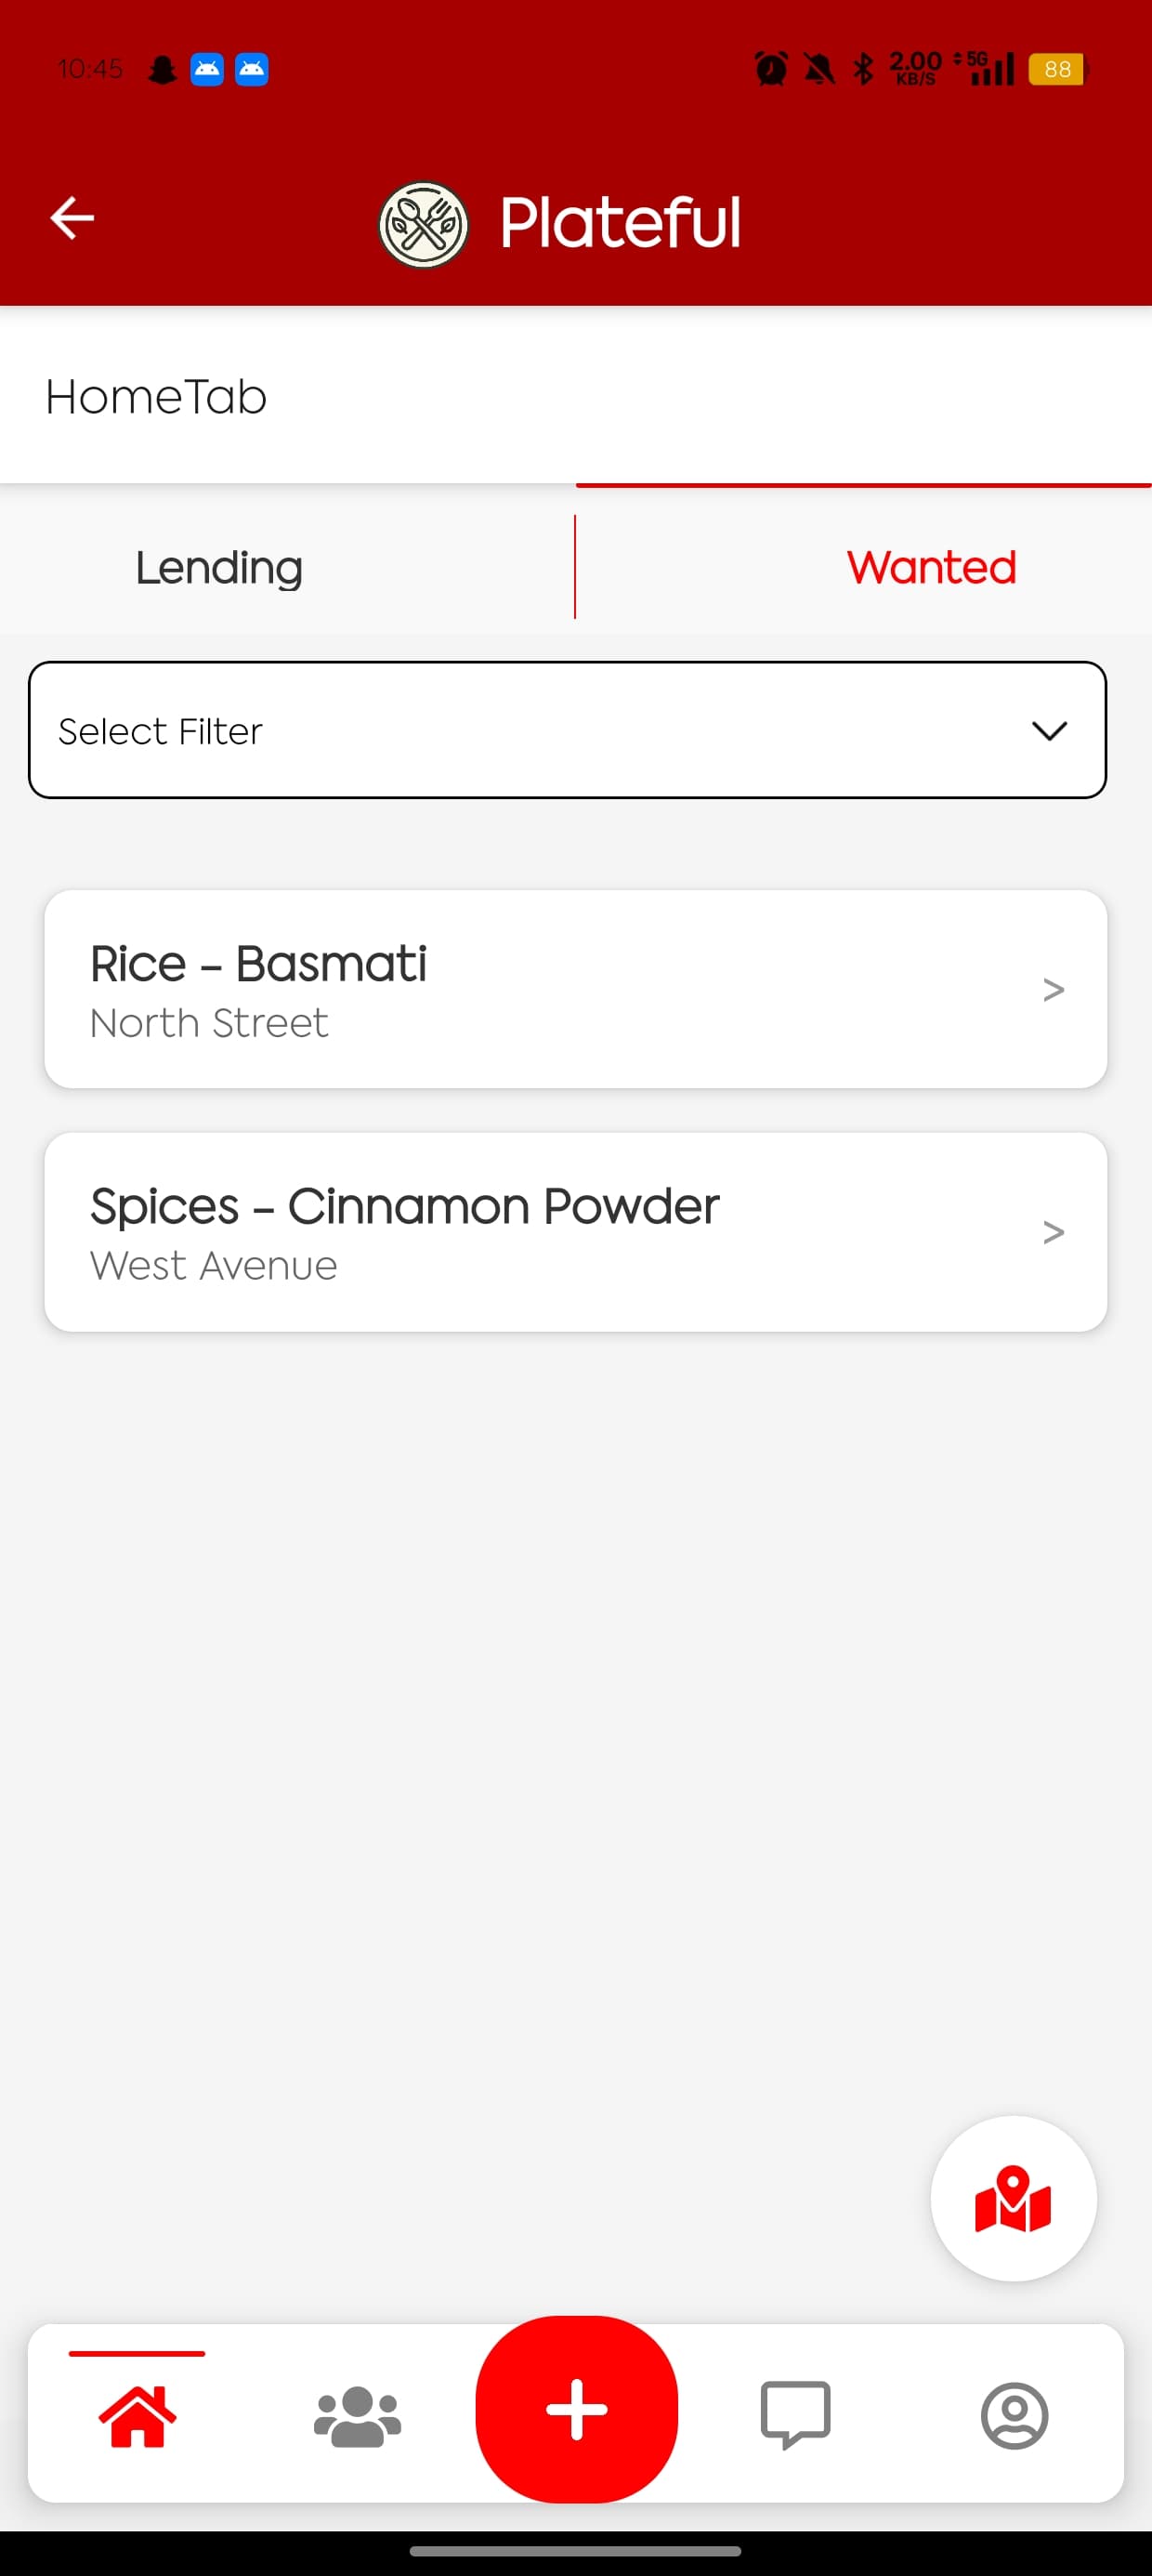 10:45 2.00 KB/S 5G 88
Plateful
HomeTab
Lending Wanted
Select Filter
Rice - Basmati
North Street
>
Spices - Cinnamon Powder
West Avenue
>